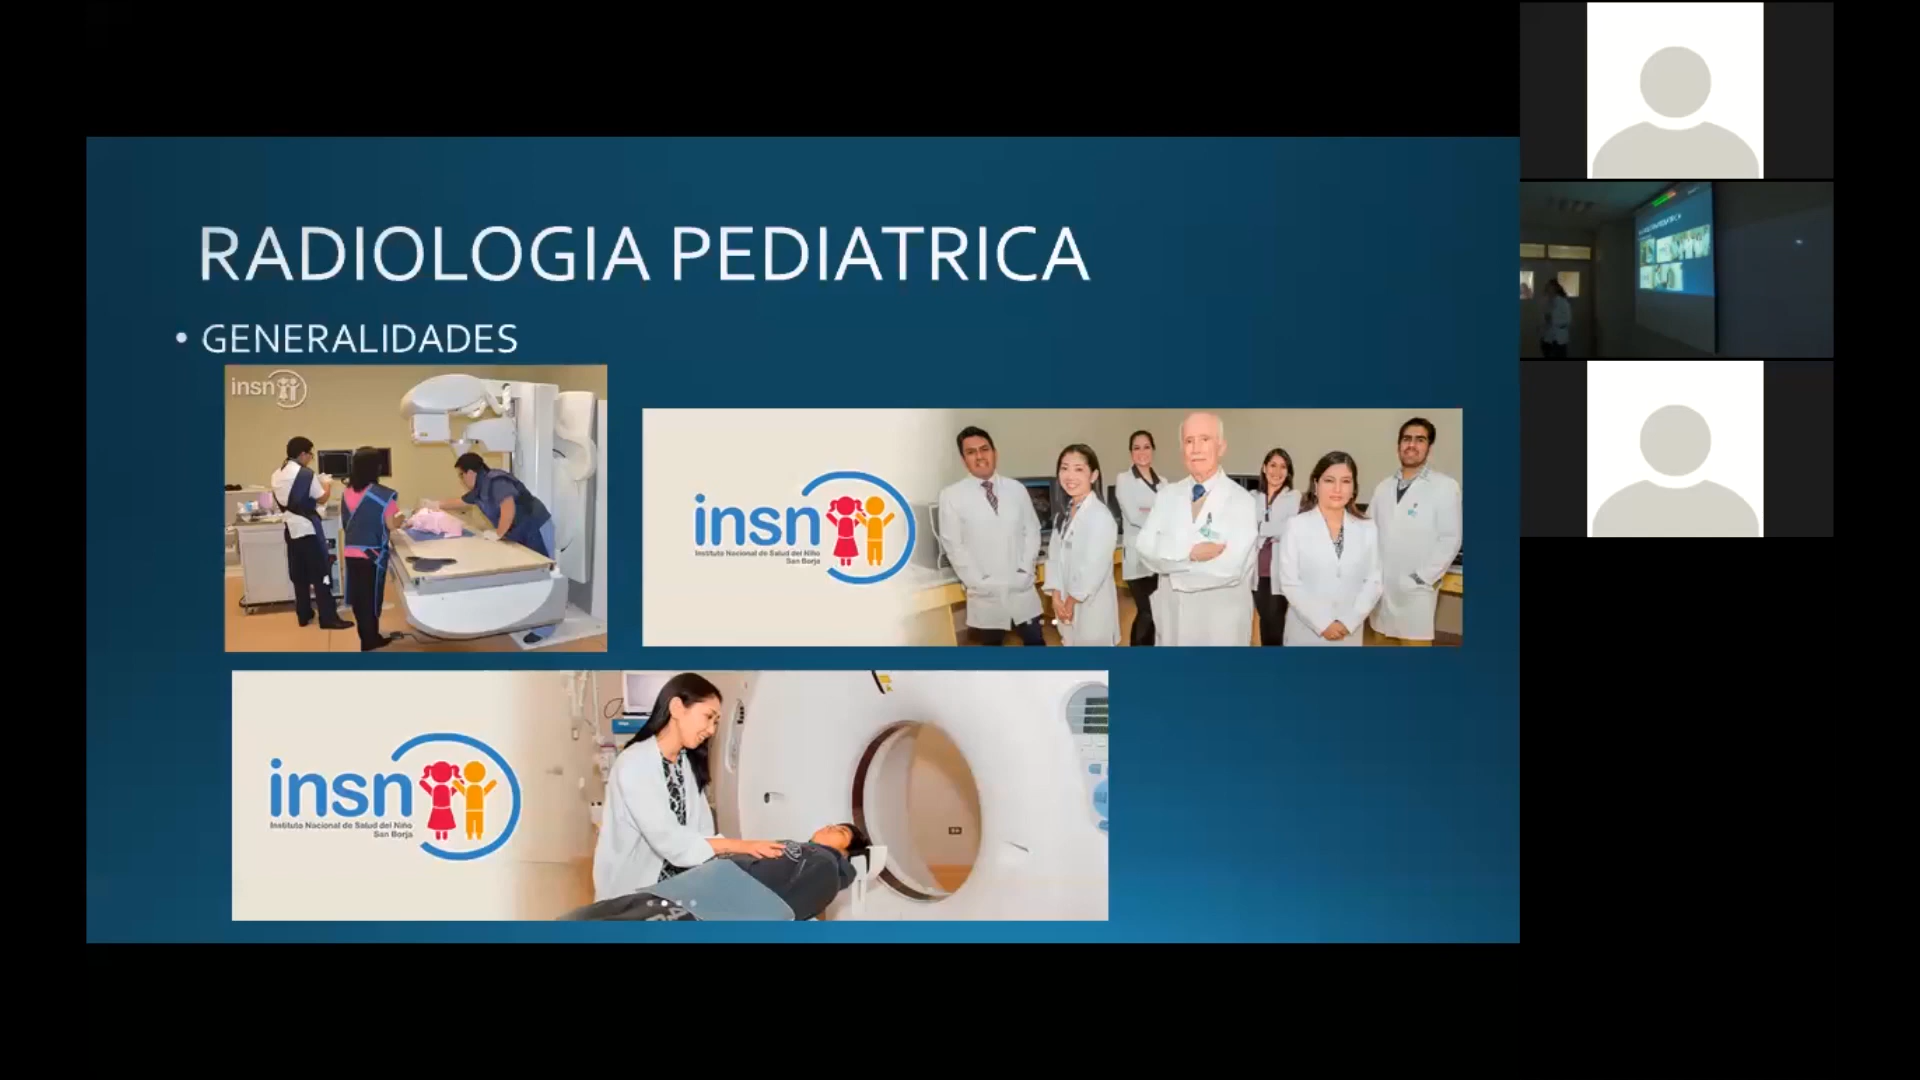 RADIOLOGIA PEDIATRICA
• GENERALIDADES
insn
insn
Instituto Nacional de Salud del Niño
San Borja
insn
Instituto Nacional de Salud del Niño
San Borja